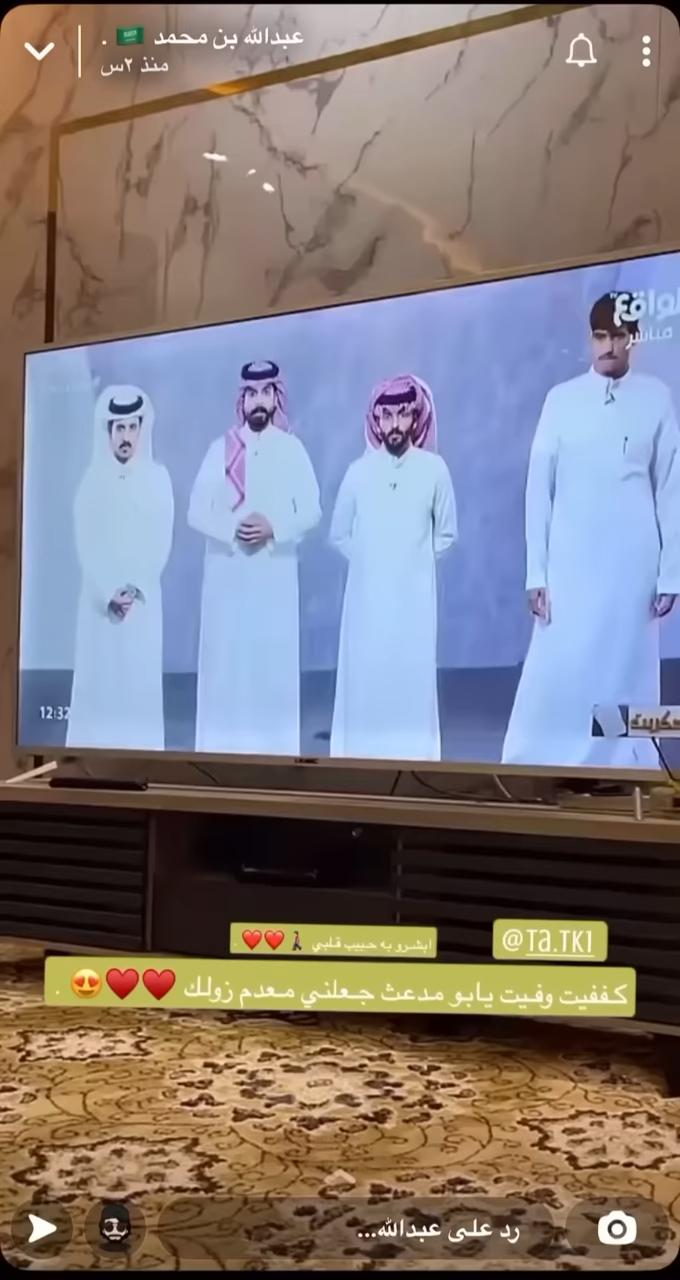 عبدالله بن محمد 🇸🇦 .
منذ ٢س
لواقع
مباشر
12:32
ابشرو به حبيب قلبي 🚶🏻‍♂️❤️❤️ .
@TA.TK1
كففيت وفيت يابو مدعث جعلني معدم زولك ❤️❤️😍 .
رد على عبدالله...